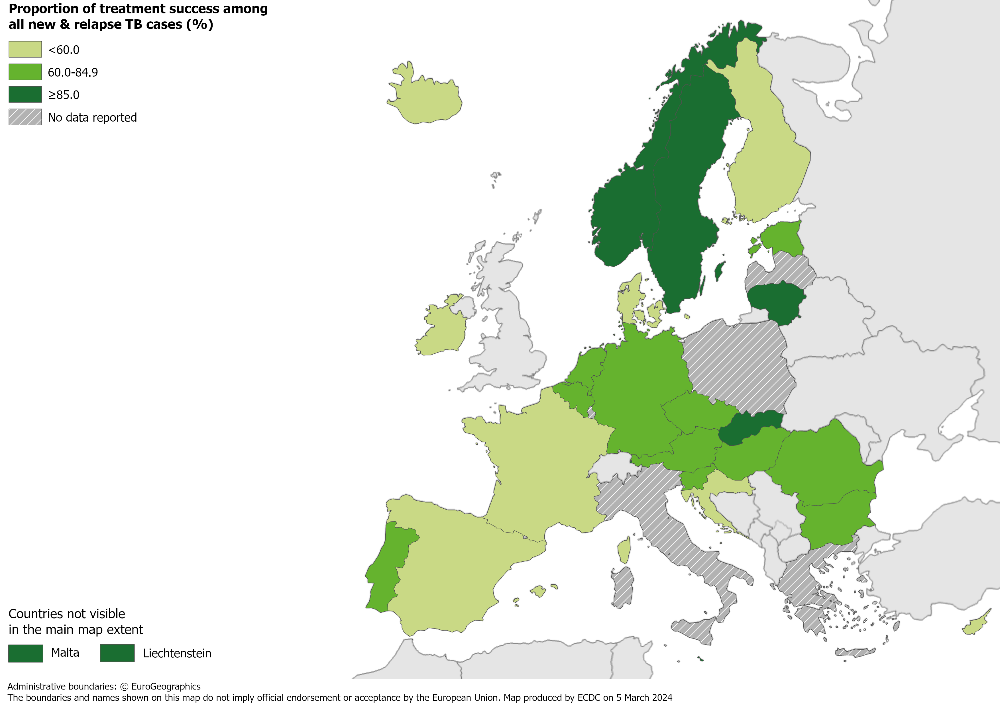 Proportion of treatment success among
all new & relapse TB cases (%)
<60.0
60.0-84.9
≥85.0
No data reported
Countries not visible
in the main map extent
Malta
Liechtenstein
Administrative boundaries: © EuroGeographics
The boundaries and names shown on this map do not imply official endorsement or acceptance by the European Union. Map produced by ECDC on 5 March 2024